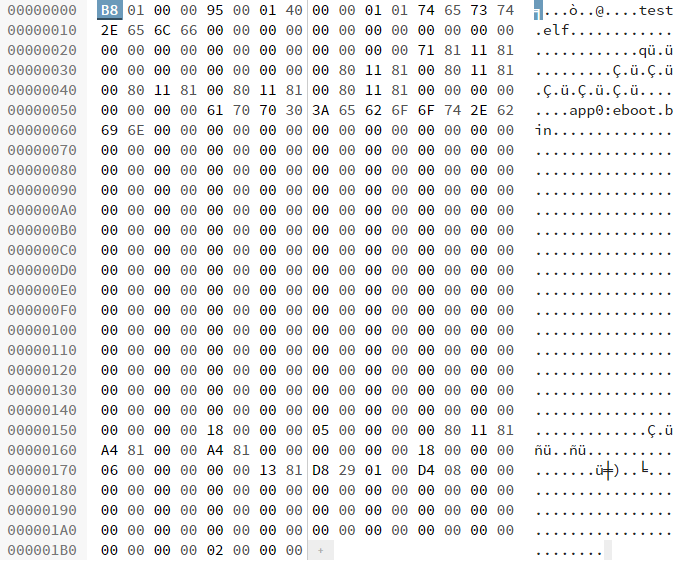 00000000 B8 01 00 00 95 00 01 40 00 00 01 01 74 65 73 74 ╗...ò..@....test
00000010 2E 65 6C 66 00 00 00 00 00 00 00 00 00 00 00 00 .elf............
00000020 00 00 00 00 00 00 00 00 00 00 00 00 71 81 11 81 ............qü.ü
00000030 00 00 00 00 00 00 00 00 00 80 11 81 00 80 11 81 .........Ç.ü.Ç.ü
00000040 00 80 11 81 00 80 11 81 00 80 11 81 00 00 00 00 .Ç.ü.Ç.ü.Ç.ü....
00000050 00 00 00 00 61 70 70 30 3A 65 62 6F 6F 74 2E 62 ....app0:eboot.b
00000060 69 6E 00 00 00 00 00 00 00 00 00 00 00 00 00 00 in..............
00000070 00 00 00 00 00 00 00 00 00 00 00 00 00 00 00 00 ................
00000080 00 00 00 00 00 00 00 00 00 00 00 00 00 00 00 00 ................
00000090 00 00 00 00 00 00 00 00 00 00 00 00 00 00 00 00 ................
000000A0 00 00 00 00 00 00 00 00 00 00 00 00 00 00 00 00 ................
000000B0 00 00 00 00 00 00 00 00 00 00 00 00 00 00 00 00 ................
000000C0 00 00 00 00 00 00 00 00 00 00 00 00 00 00 00 00 ................
000000D0 00 00 00 00 00 00 00 00 00 00 00 00 00 00 00 00 ................
000000E0 00 00 00 00 00 00 00 00 00 00 00 00 00 00 00 00 ................
000000F0 00 00 00 00 00 00 00 00 00 00 00 00 00 00 00 00 ................
00000100 00 00 00 00 00 00 00 00 00 00 00 00 00 00 00 00 ................
00000110 00 00 00 00 00 00 00 00 00 00 00 00 00 00 00 00 ................
00000120 00 00 00 00 00 00 00 00 00 00 00 00 00 00 00 00 ................
00000130 00 00 00 00 00 00 00 00 00 00 00 00 00 00 00 00 ................
00000140 00 00 00 00 00 00 00 00 00 00 00 00 00 00 00 00 ................
00000150 00 00 00 00 18 00 00 00 05 00 00 00 00 80 11 81 .............Ç.ü
00000160 A4 81 00 00 A4 81 00 00 00 00 00 00 18 00 00 00 ñü..ñü..........
00000170 06 00 00 00 00 00 13 81 D8 29 01 00 D4 08 00 00 .......ü╪)..╘...
00000180 00 00 00 00 00 00 00 00 00 00 00 00 00 00 00 00 ................
00000190 00 00 00 00 00 00 00 00 00 00 00 00 00 00 00 00 ................
000001A0 00 00 00 00 00 00 00 00 00 00 00 00 00 00 00 00 ................
000001B0 00 00 00 00 02 00 00 00 + ........